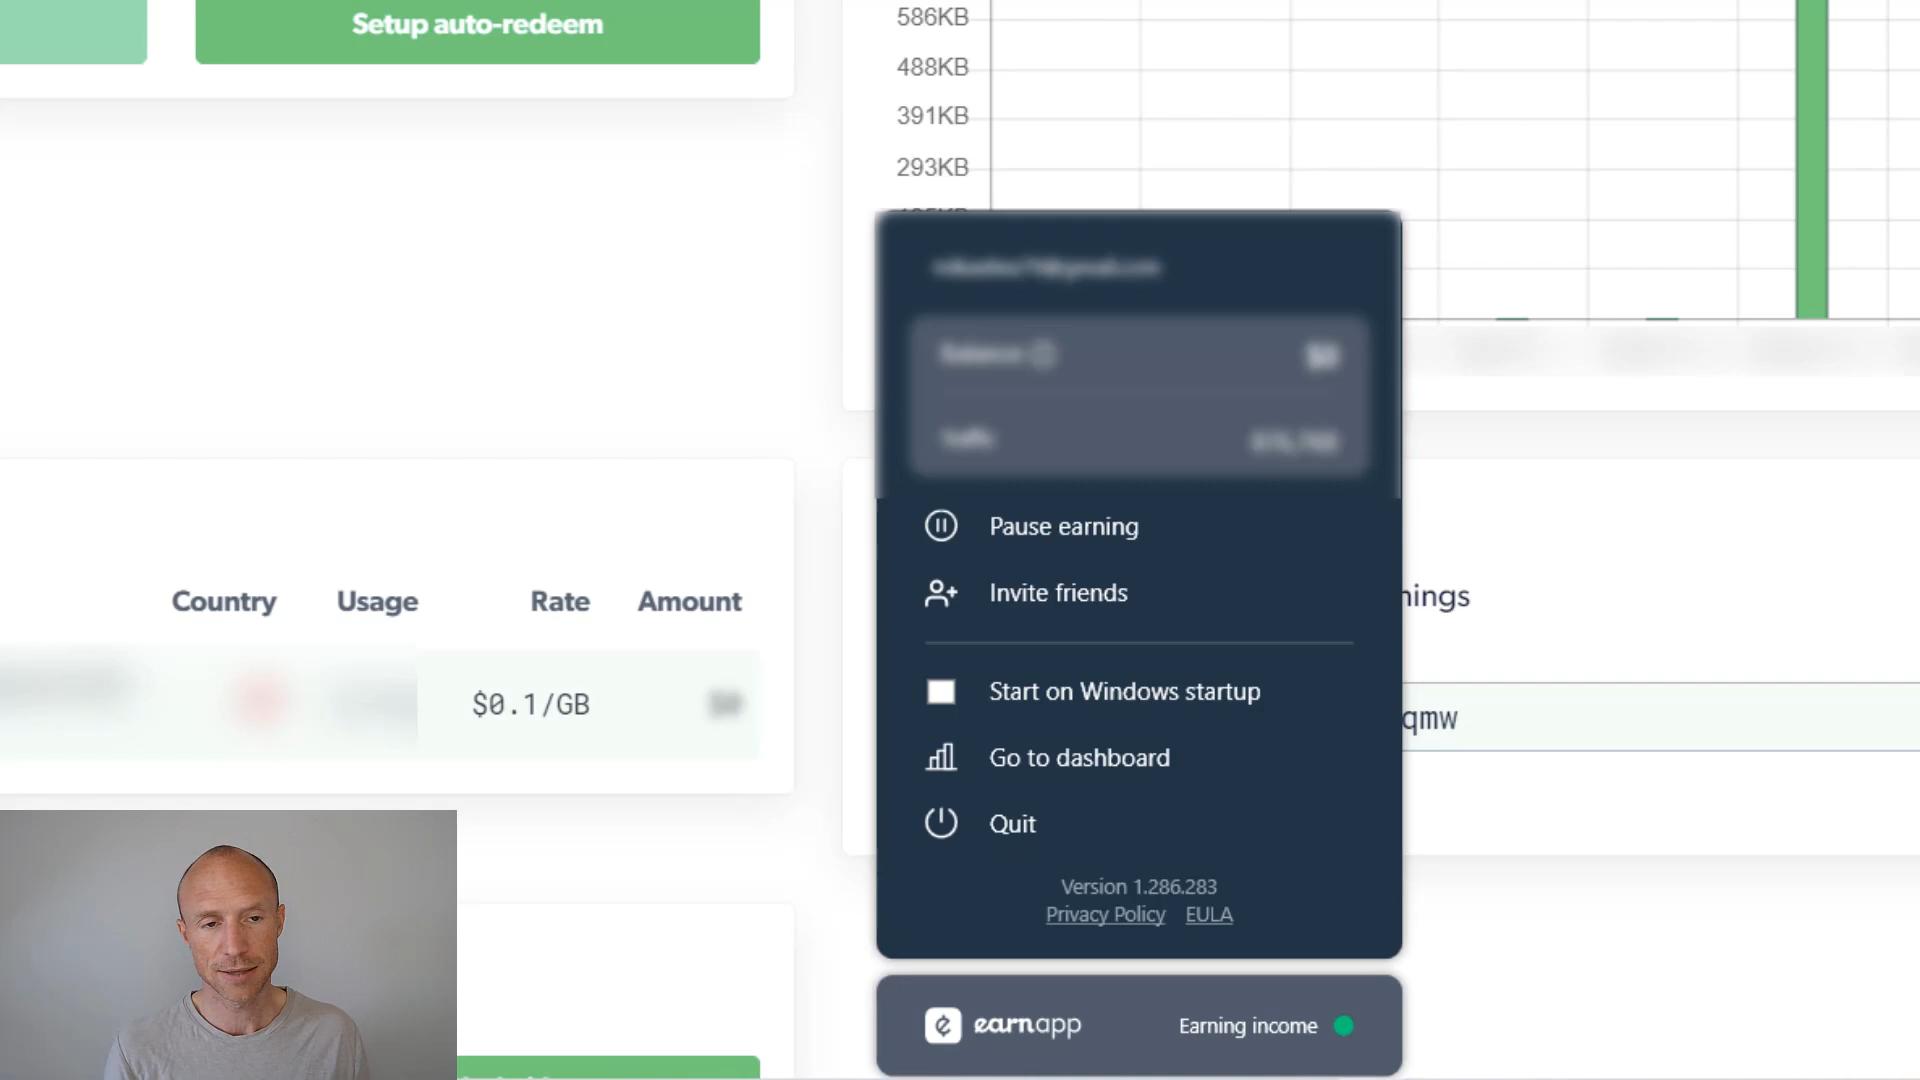 Setup auto-redeem
586KB
488KB
391KB
293KB
Country Usage Rate Amount
$0.1/GB
Pause earning
Invite friends
Start on Windows startup
Go to dashboard
Quit
Version 1.286.283
Privacy Policy EULA
earnapp Earning income
nings
qmw